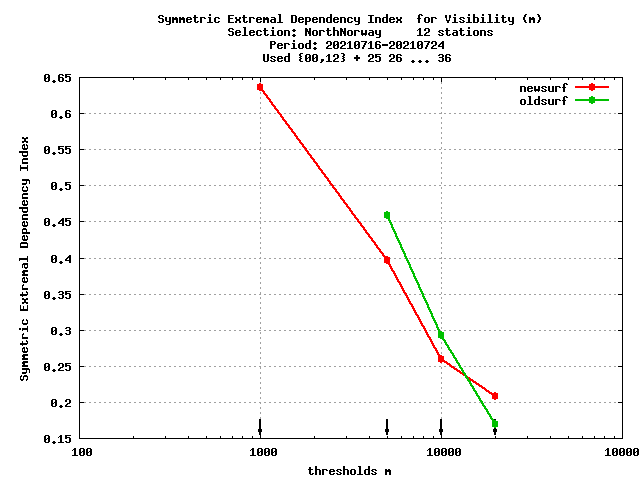 Symmetric Extremal Dependency Index  for Visibility (m)
Selection: NorthNorway     12 stations
Period: 20210716-20210724
Used {00,12} + 25 26 ... 36
newsurf
oldsurf
Symmetric Extremal Dependency Index
0.65
0.6
0.55
0.5
0.45
0.4
0.35
0.3
0.25
0.2
0.15
100 1000 10000 10000
thresholds m